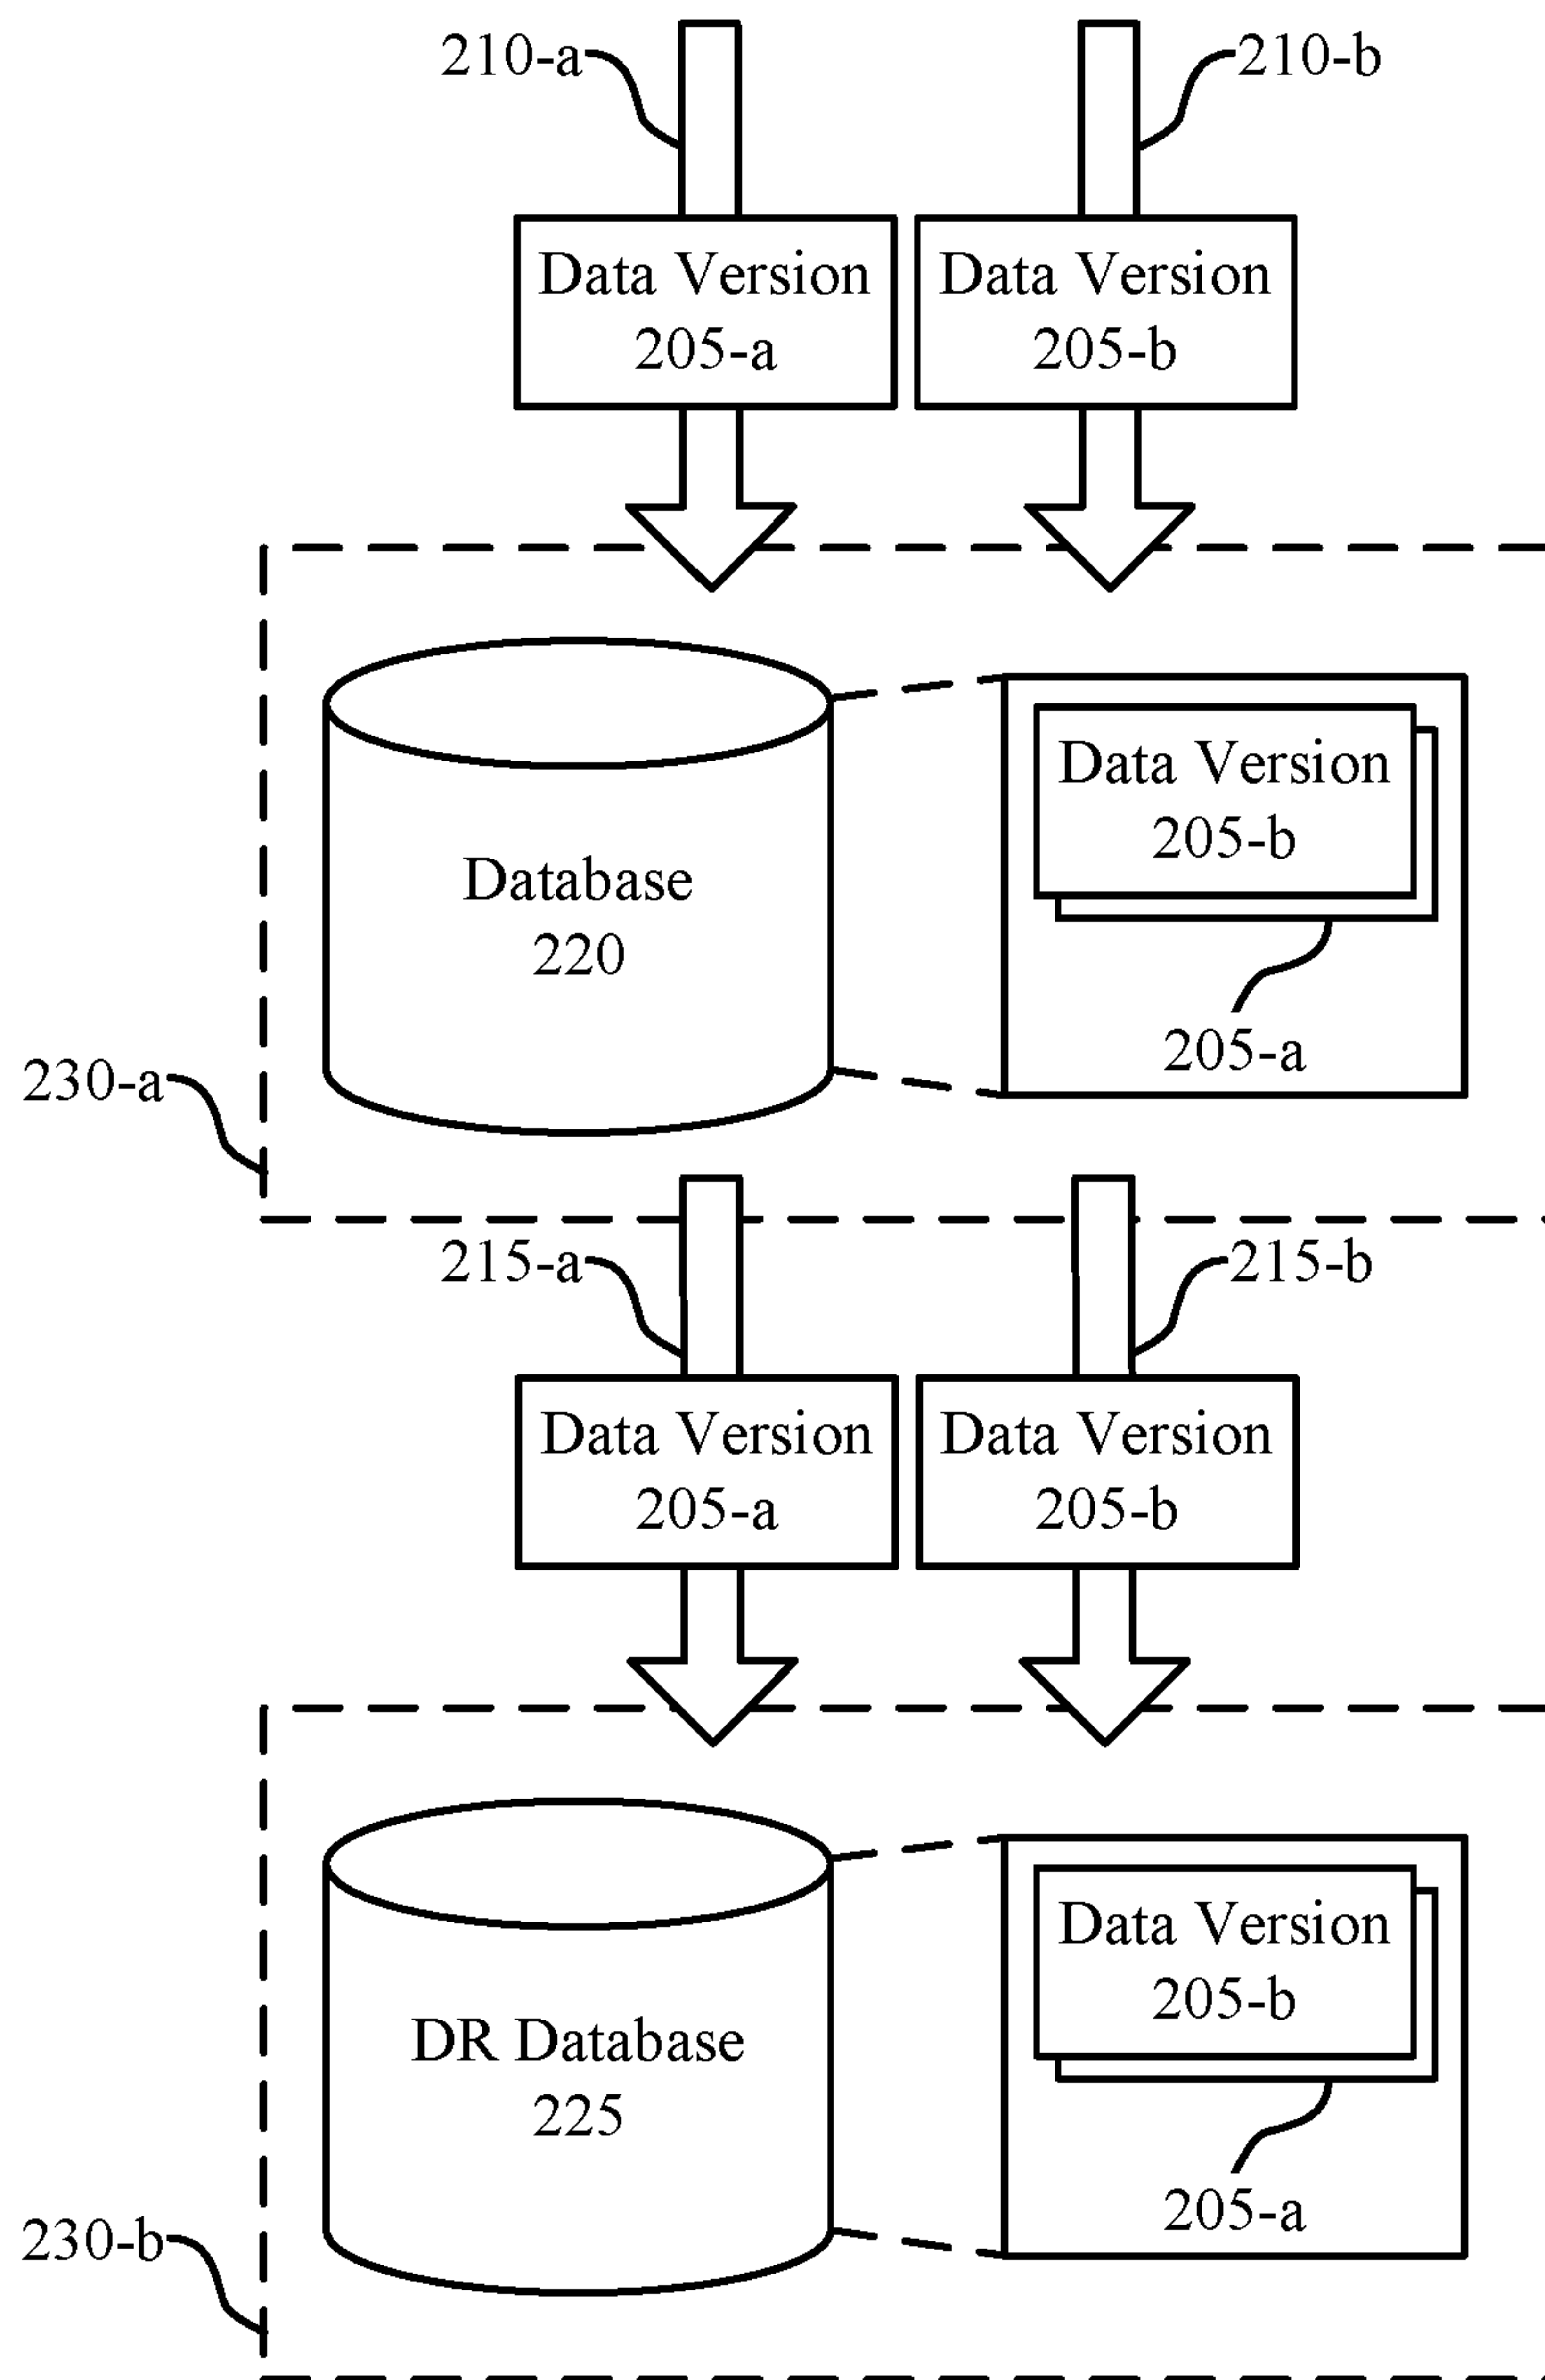 210-a
210-b
Data Version
205-a
Data Version
205-b
Database
220
Data Version
205-b
205-a
230-a
215-a
215-b
Data Version
205-a
Data Version
205-b
DR Database
225
Data Version
205-b
205-a
230-b